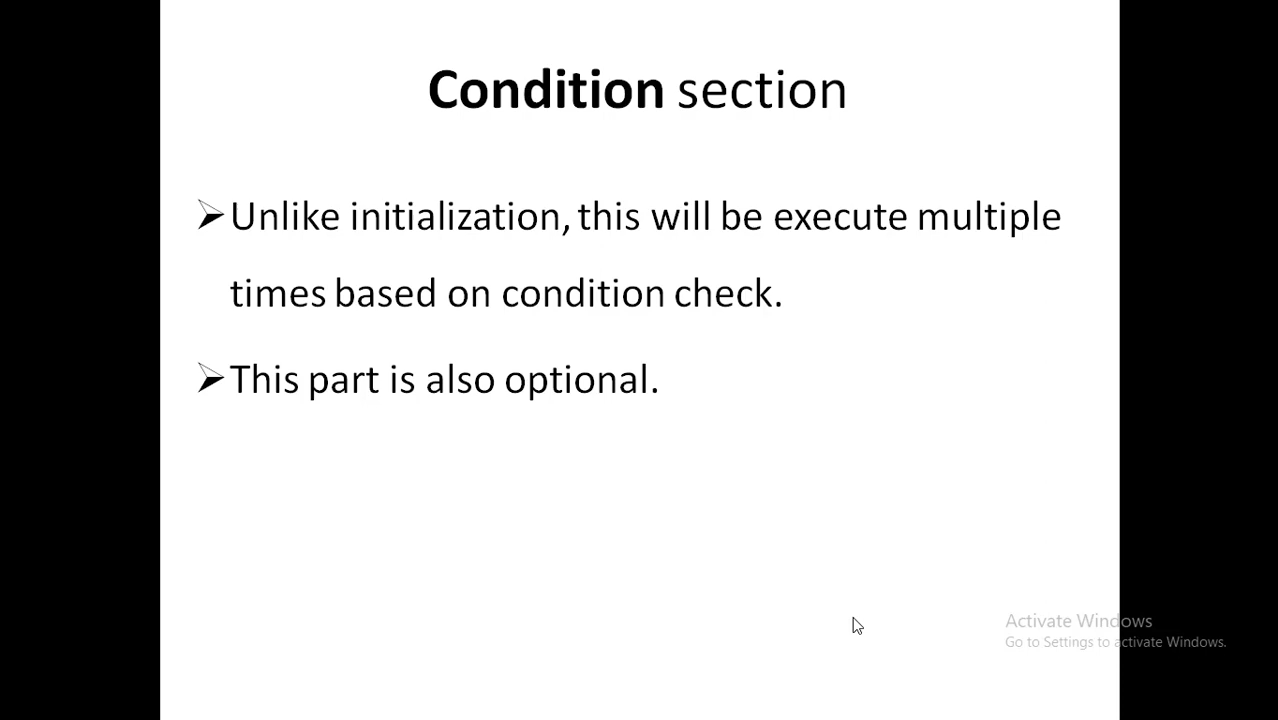 Condition section
Unlike initialization, this will be execute multiple
times based on condition check.
This part is also optional.
Activate Windows
Go to Settings to activate Windows.